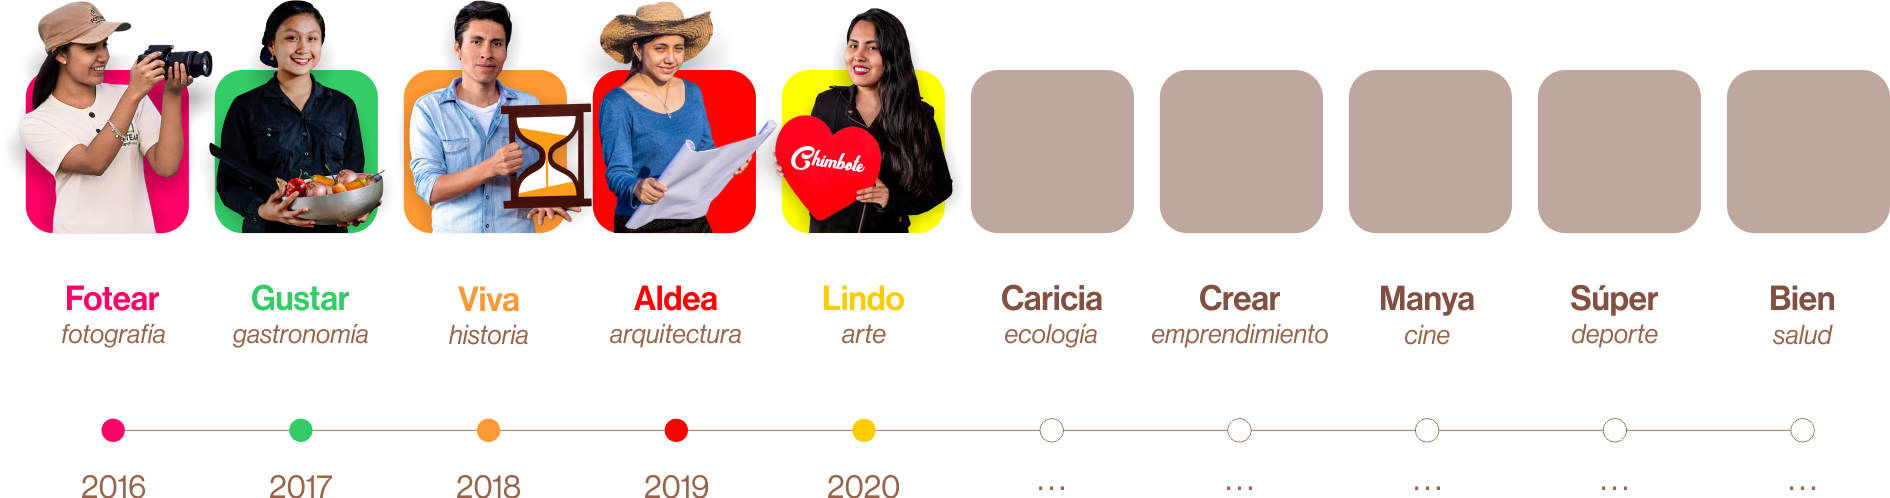 Chimbote
Fotear Gustar Viva Aldea Lindo Caricia Crear Manya Súper Bien
fotografía gastronomía historia arquitectura arte ecología emprendimiento cine deporte salud
2016 2017 2018 2019 2020 ... ... ... ... ...